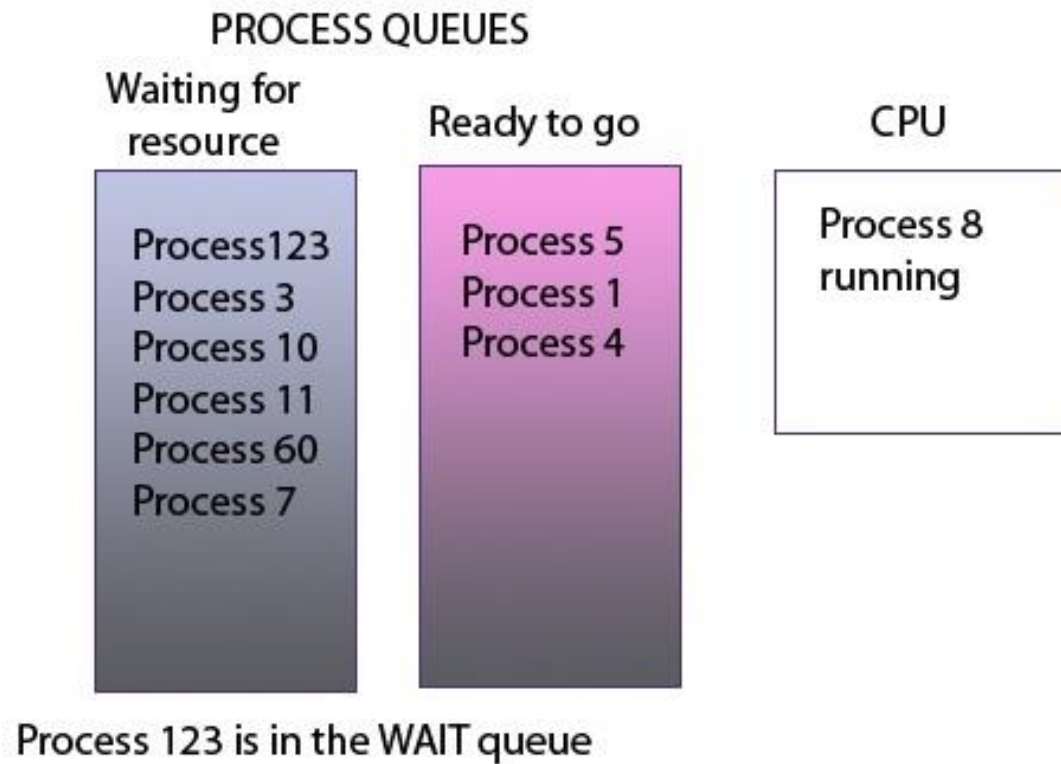 PROCESS QUEUES
Waiting for
resource
Process123
Process 3
Process 10
Process 11
Process 60
Process 7
Ready to go
Process 5
Process 1
Process 4
CPU
Process 8
running
Process 123 is in the WAIT queue